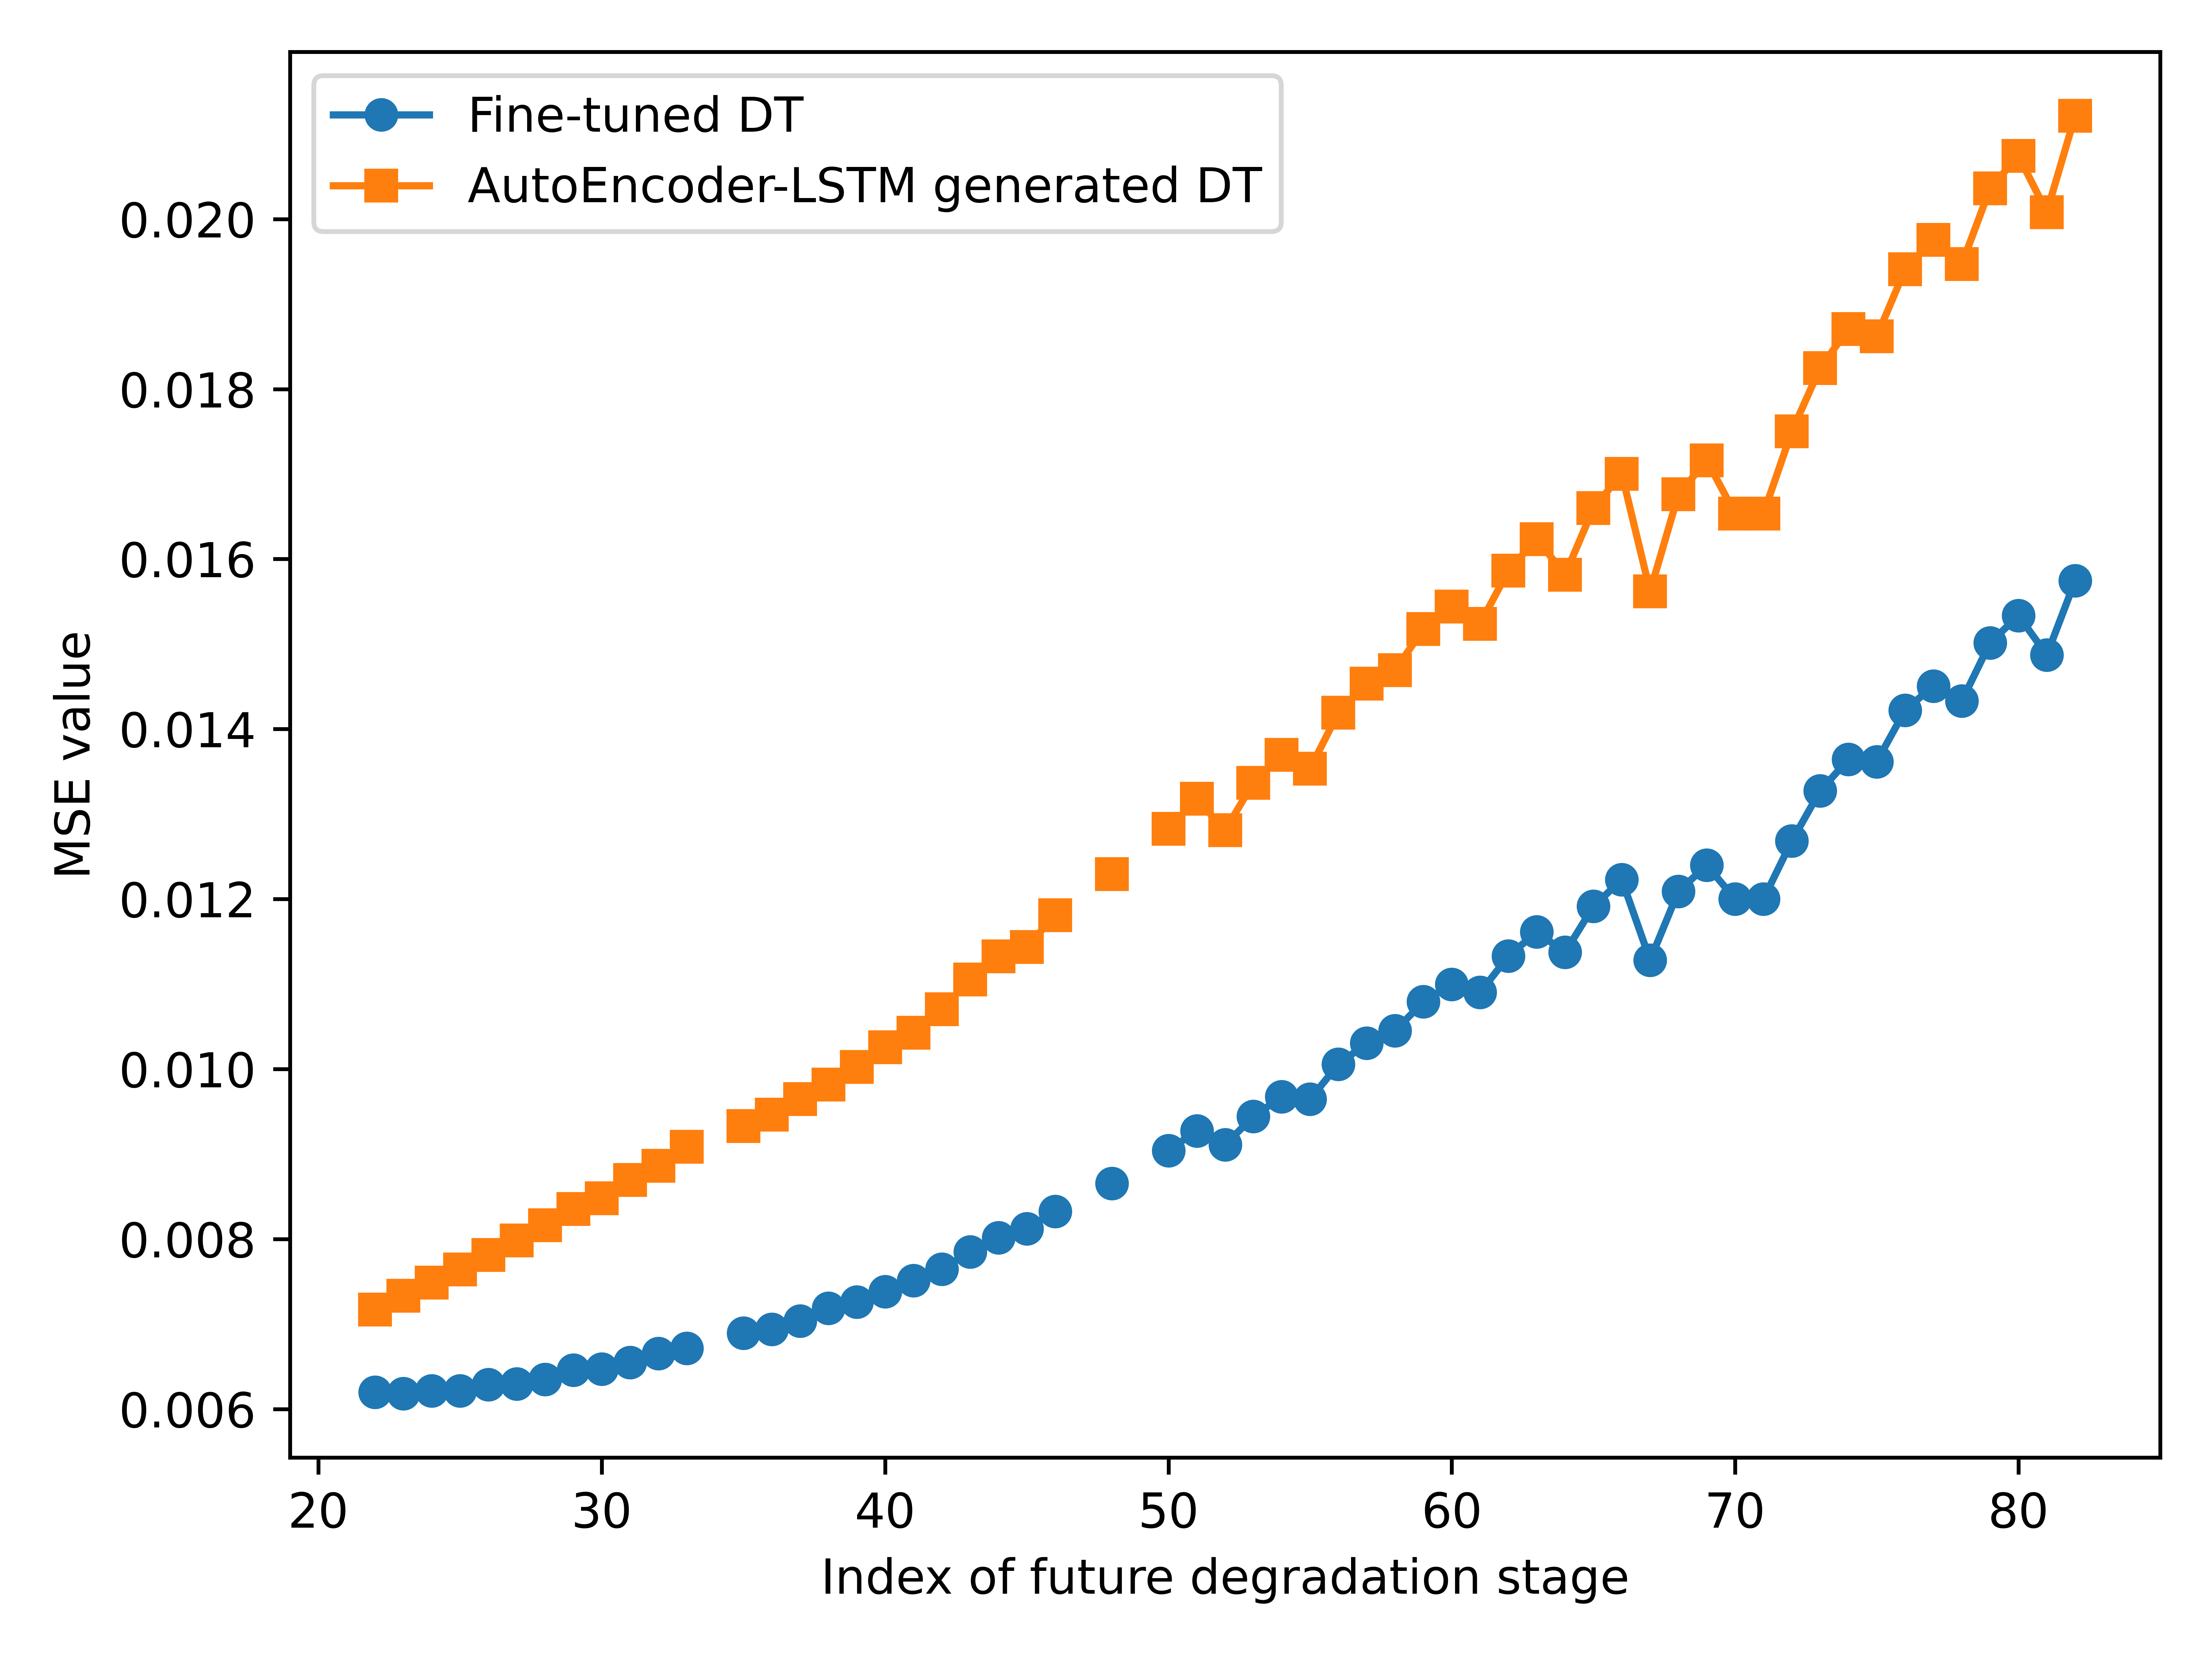 Fine-tuned DT
AutoEncoder-LSTM generated DT
0.020
0.018
0.016
0.014
0.012
0.010
0.008
0.006
MSE value
20 30 40 50 60 70 80
Index of future degradation stage